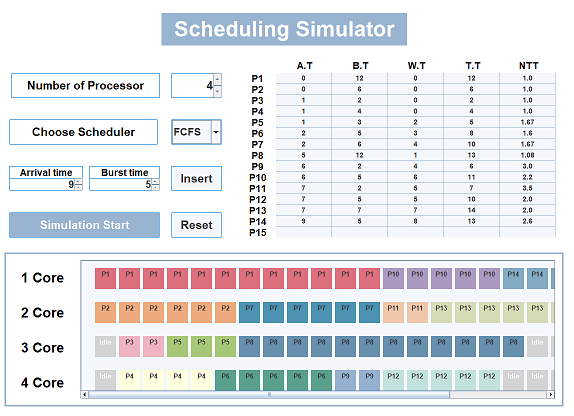 Scheduling Simulator
Number of Processor 4
Choose Scheduler FCFS
Arrival time Burst time
9 5 Insert
Simulation Start Reset
A.T B.T W.T T.T NTT
P1 0 12 0 12 1.0
P2 0 6 0 6 1.0
P3 1 2 0 2 1.0
P4 1 4 0 4 1.0
P5 1 3 2 5 1.67
P6 2 5 3 8 1.6
P7 2 6 4 10 1.67
P8 5 12 1 13 1.08
P9 6 2 4 6 3.0
P10 6 5 6 11 2.2
P11 7 2 5 7 3.5
P12 7 5 5 10 2.0
P13 7 7 7 14 2.0
P14 9 5 8 13 2.6
P15
1 Core P1 P1 P1 P1 P1 P1 P1 P1 P1 P1 P1 P1 P10 P10 P10 P10 P10 P14 P14
2 Core P2 P2 P2 P2 P2 P2 P7 P7 P7 P7 P7 P7 P11 P11 P13 P13 P13 P13 P13
3 Core Idle P3 P3 P5 P5 P5 P8 P8 P8 P8 P8 P8 P8 P8 P8 P8 P8 P8 Idle
4 Core Idle P4 P4 P4 P4 P6 P6 P6 P6 P6 P9 P9 P12 P12 P12 P12 P12 Idle Idle